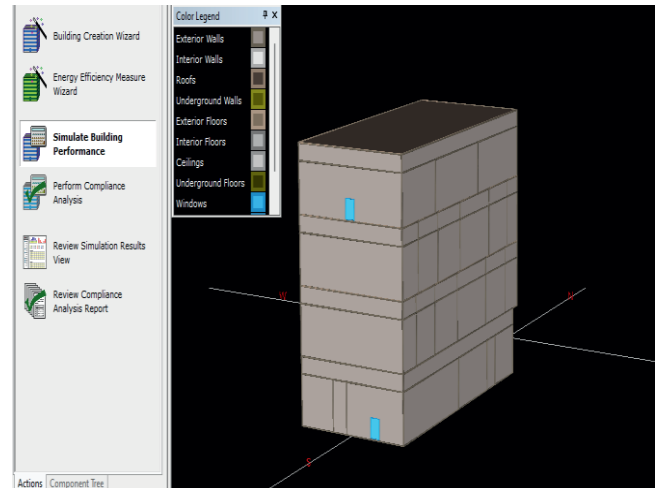 Building Creation Wizard
Energy Efficiency Measure
Wizard
Simulate Building
Performance
Perform Compliance
Analysis
Review Simulation Results
View
Review Compliance
Analysis Report
Actions
Component Tree
Color Legend
Exterior Walls
Interior Walls
Roofs
Underground Walls
Exterior Floors
Interior Floors
Ceilings
Underground Floors
Windows
W
N
S